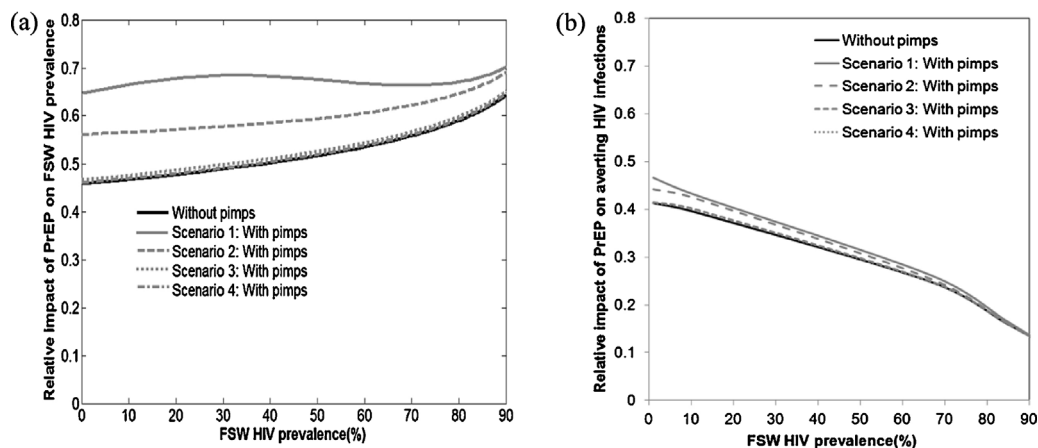 (a)
Relative impact of PrEP on FSW HIV prevalence
0.8
0.7
0.6
0.5
0.4
0.3
0.2
0.1
0
Without pimps
Scenario 1: With pimps
Scenario 2: With pimps
Scenario 3: With pimps
Scenario 4: With pimps
0 10 20 30 40 50 60 70 80 90
FSW HIV prevalence(%)
(b)
Relative impact of PrEP on averting HIV infections
0.8
0.7
0.6
0.5
0.4
0.3
0.2
0.1
0
Without pimps
Scenario 1: With pimps
Scenario 2: With pimps
Scenario 3: With pimps
Scenario 4: With pimps
0 10 20 30 40 50 60 70 80 90
FSW HIV prevalence(%)